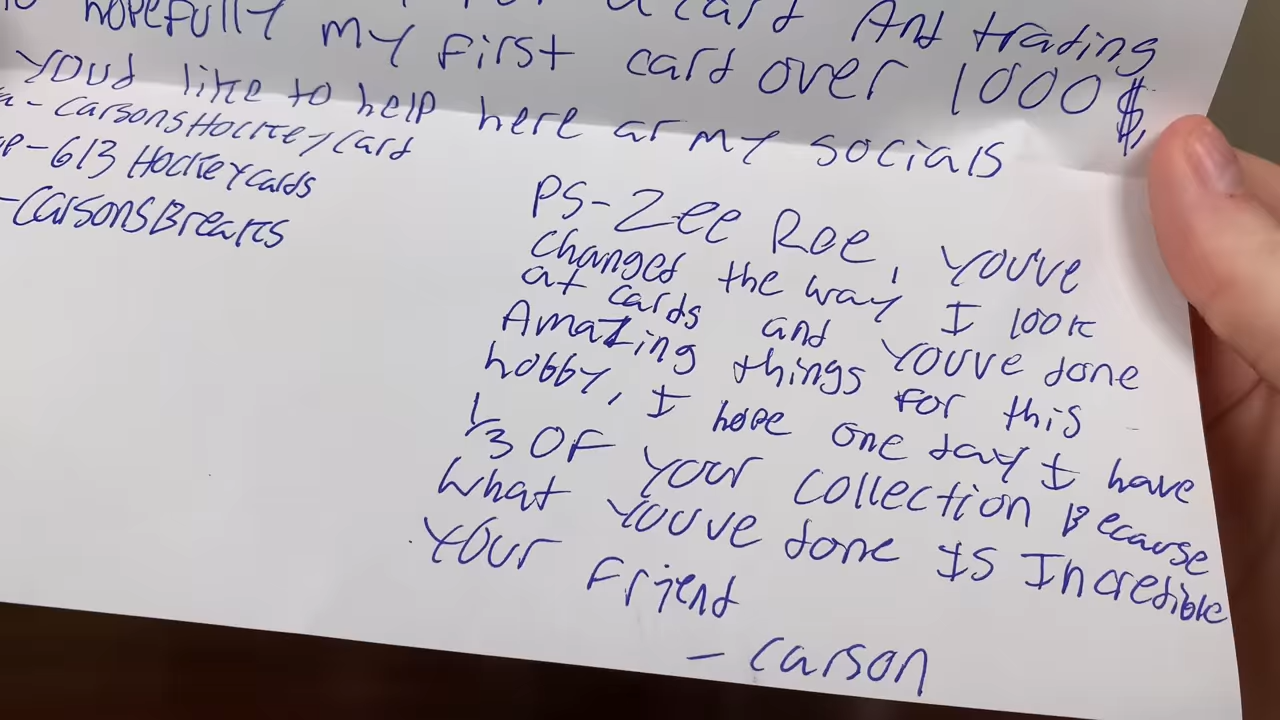 hopefully my first card over 1000$
a card And trading
youd like to help here ar my socials
- CarsonsHockeyCard
- 613 Hockeycards
- CarsonsBreaks
PS- Zee Roe, you've
changed the way I look
at cards and you've done
Amazing things for this
hobby, I hope one day I have
1/3 OF your collection Because
what you've done Is Incredible
Your Friend
- Carson